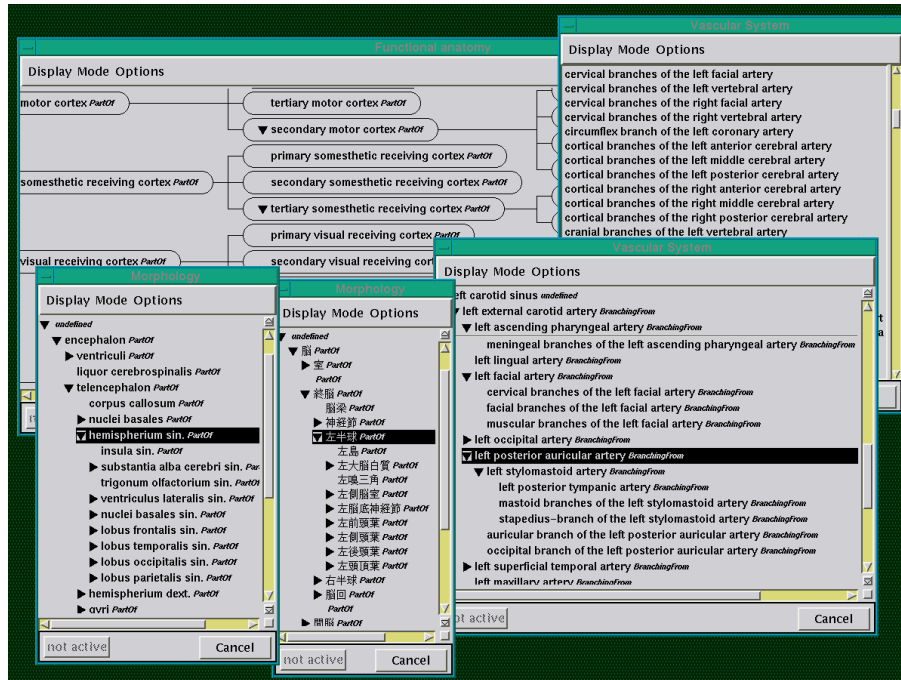 Functional anatomy
Display Mode Options
motor cortex PartOf
tertiary motor cortex PartOf
secondary motor cortex PartOf
primary somesthetic receiving cortex PartOf
somesthetic receiving cortex PartOf
secondary somesthetic receiving cortex PartOf
tertiary somesthetic receiving cortex PartOf
primary visual receiving cortex PartOf
visual receiving cortex PartOf
secondary visual receiving cort
Vascular System
Display Mode Options
cervical branches of the left facial artery
cervical branches of the left vertebral artery
cervical branches of the right facial artery
cervical branches of the right vertebral artery
circumflex branch of the left coronary artery
cortical branches of the left anterior cerebral artery
cortical branches of the left middle cerebral artery
cortical branches of the left posterior cerebral artery
cortical branches of the right anterior cerebral artery
cortical branches of the right middle cerebral artery
cortical branches of the right posterior cerebral artery
cranial branches of the left vertebral artery
Morphology
Display Mode Options
undefined
encephalon PartOf
ventriculi PartOf
liquor cerebrospinalis PartOf
telencephalon PartOf
corpus callosum PartOf
nuclei basales PartOf
hemispherium sin. PartOf
insula sin. PartOf
substantia alba cerebri sin. Par
trigonum olfactorium sin. PartOf
ventriculus lateralis sin. PartOf
nuclei basales sin. PartOf
lobus frontalis sin. PartOf
lobus temporalis sin. PartOf
lobus occipitalis sin. PartOf
lobus parietalis sin. PartOf
hemispherium dext. PartOf
gyri PartOf
not active
Cancel
Morphology
Display Mode Options
undefined
脳 PartOf
室 PartOf
PartOf
終脳 PartOf
脳梁 PartOf
神経節 PartOf
左半球 PartOf
左島 PartOf
左大脳白質 PartOf
左嗅三角 PartOf
左側脳室 PartOf
左脳底神経節 PartOf
左前頭葉 PartOf
左側頭葉 PartOf
左後頭葉 PartOf
左頭頂葉 PartOf
右半球 PartOf
脳回 PartOf
PartOf
間脳 PartOf
not active
Cancel
Vascular System
Display Mode Options
eft carotid sinus undefined
left external carotid artery BranchingFrom
left ascending pharyngeal artery BranchingFrom
meningeal branches of the left ascending pharyngeal artery BranchingFrom
left lingual artery BranchingFrom
left facial artery BranchingFrom
cervical branches of the left facial artery BranchingFrom
facial branches of the left facial artery BranchingFrom
muscular branches of the left facial artery BranchingFrom
left occipital artery BranchingFrom
left posterior auricular artery BranchingFrom
left stylomastoid artery BranchingFrom
left posterior tympanic artery BranchingFrom
mastoid branches of the left stylomastoid artery BranchingFrom
stapedius-branch of the left stylomastoid artery BranchingFrom
auricular branch of the left posterior auricular artery BranchingFrom
occipital branch of the left posterior auricular artery BranchingFrom
left superficial temporal artery BranchingFrom
left maxillary artery BranchingFrom
ot active
Cancel